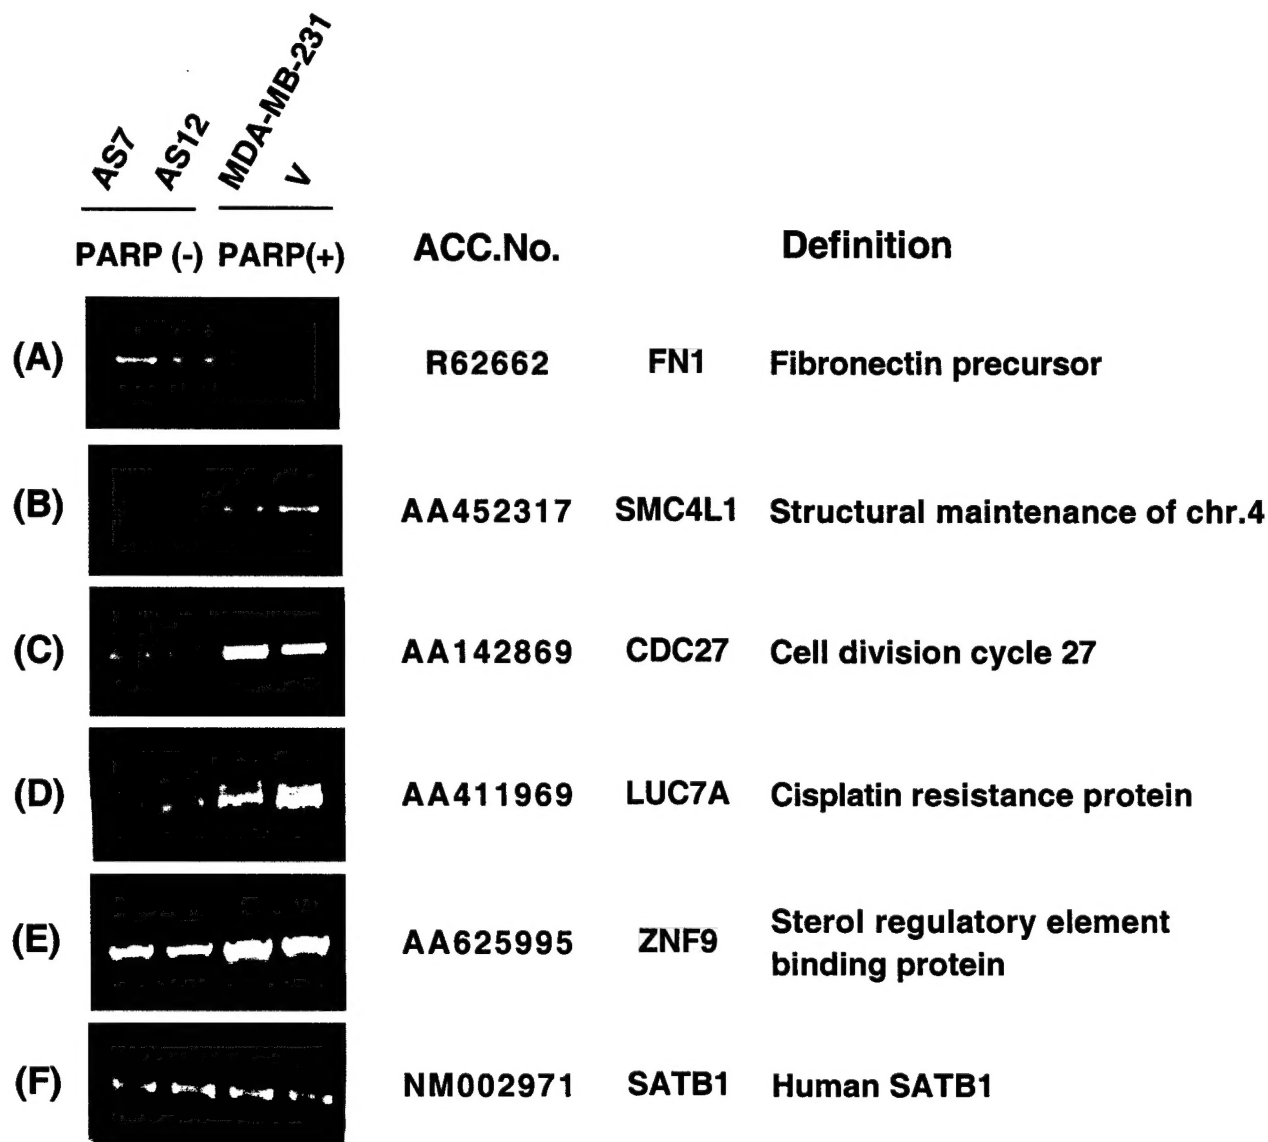 AS7 AS12 MDA-MB-231 V
PARP (-) PARP(+) ACC.No. Definition
(A) R62662 FN1 Fibronectin precursor
(B) AA452317 SMC4L1 Structural maintenance of chr.4
(C) AA142869 CDC27 Cell division cycle 27
(D) AA411969 LUC7A Cisplatin resistance protein
(E) AA625995 ZNF9 Sterol regulatory element
binding protein
(F) NM002971 SATB1 Human SATB1